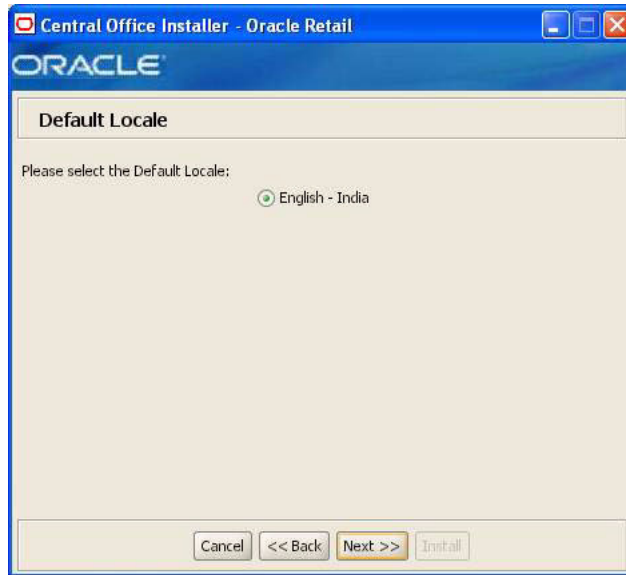 Central Office Installer - Oracle Retail
ORACLE
Default Locale
Please select the Default Locale:
English - India
Cancel << Back Next >> Install